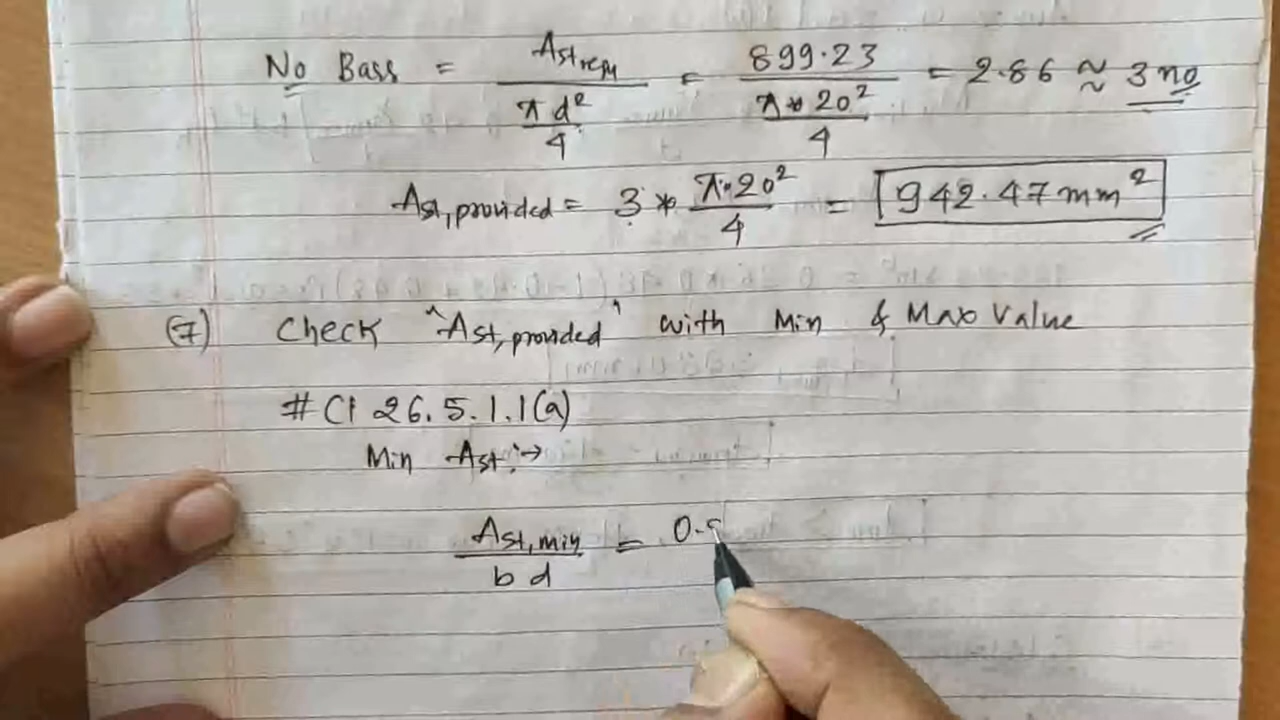 No Bars = Ast,req / (π d² / 4) = 899.23 / (π * 20² / 4) = 2.86 ≈ 3 no
Ast,provided = 3 * π*20² / 4 = 942.47 mm²
(7) Check "Ast,provided" with Min & Max Value
# Cl 26.5.1.1(a)
Min Ast :→
Ast,min / b d = 0.